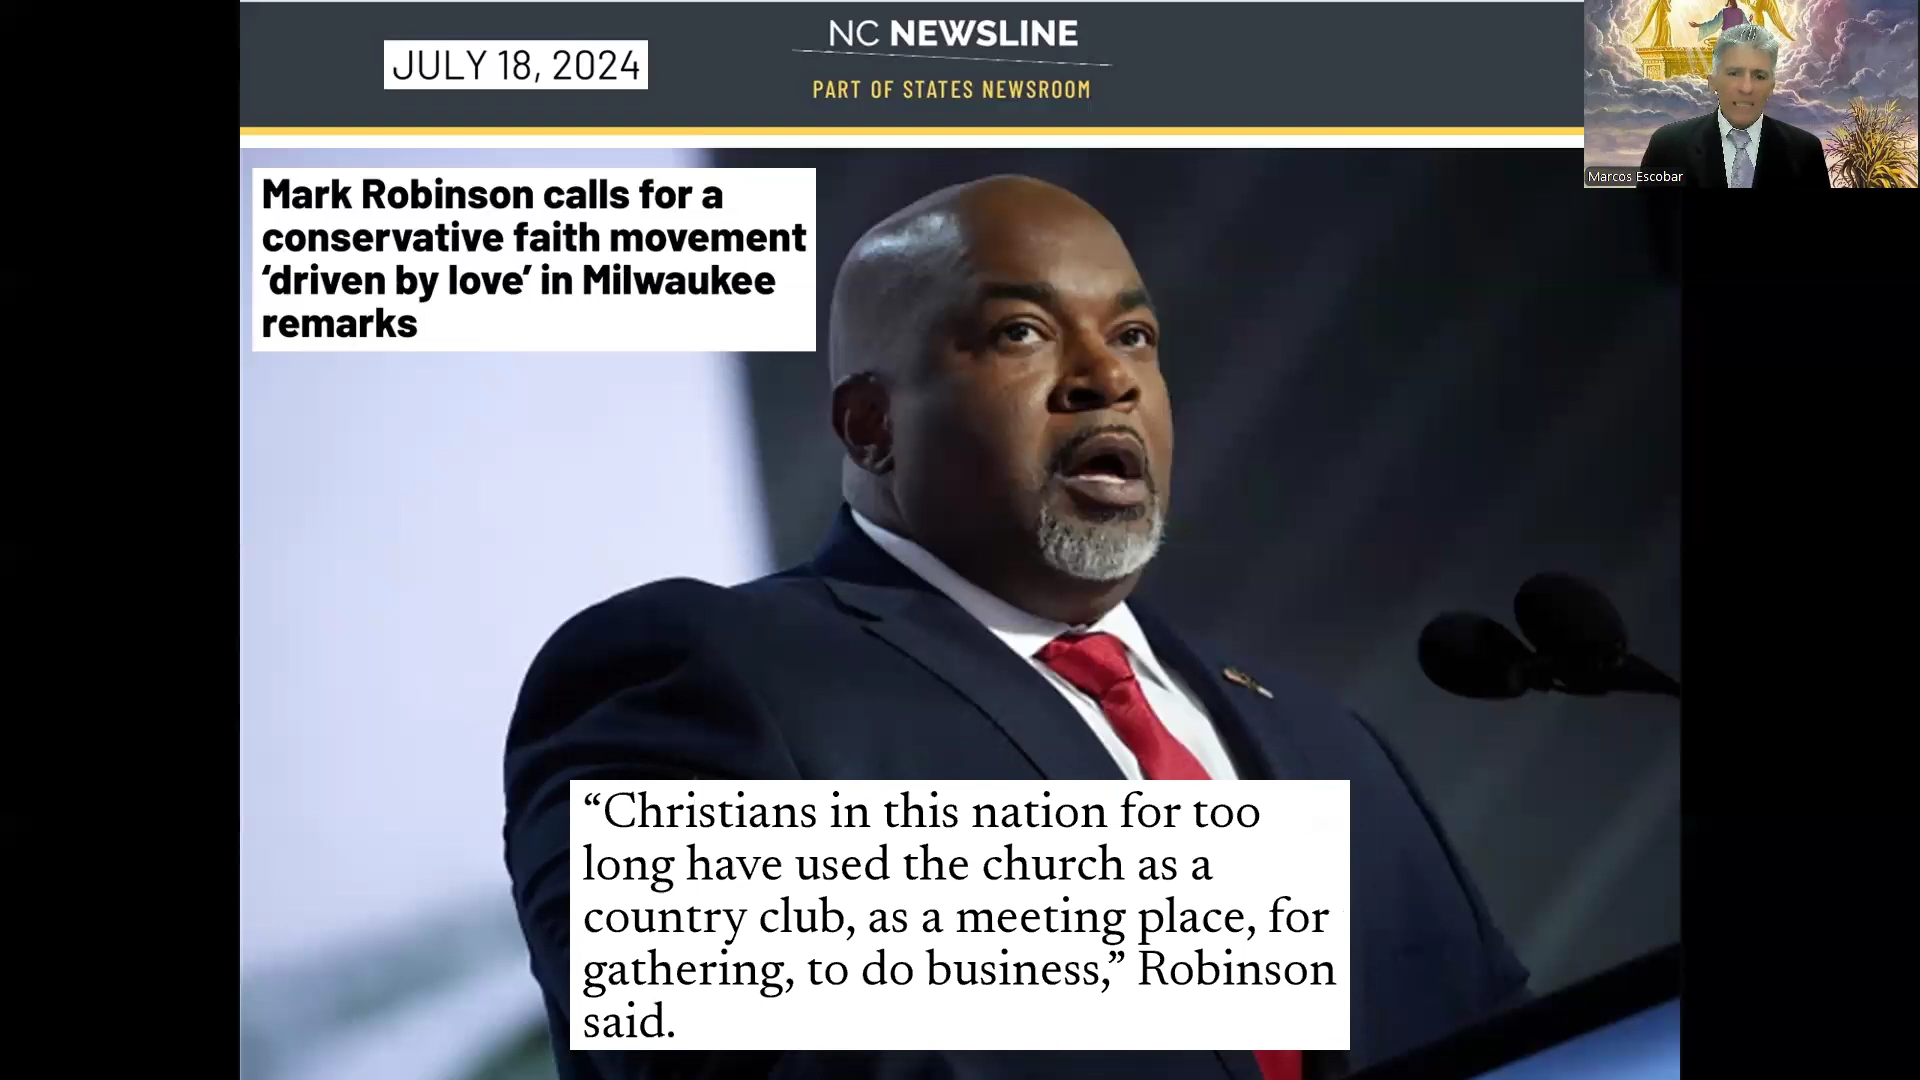 JULY 18, 2024
NC NEWSLINE
PART OF STATES NEWSROOM
Mark Robinson calls for a
conservative faith movement
‘driven by love’ in Milwaukee
remarks
Marcos Escobar
“Christians in this nation for too
long have used the church as a
country club, as a meeting place, for
gathering, to do business,” Robinson
said.